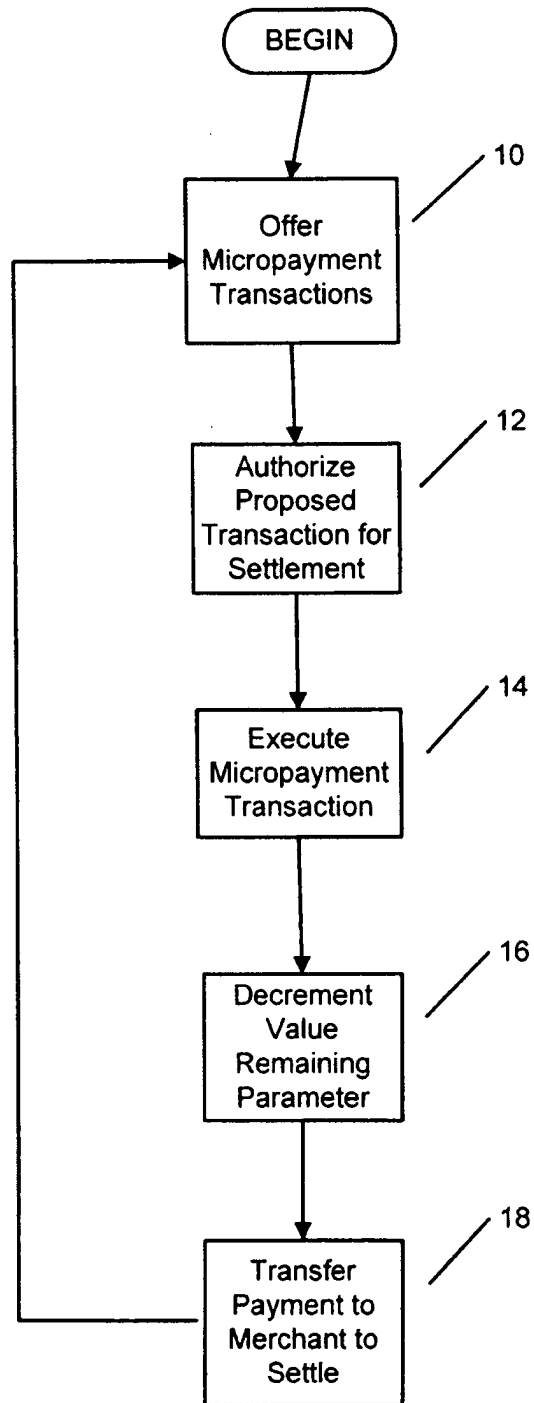 BEGIN
10
Offer
Micropayment
Transactions
12
Authorize
Proposed
Transaction for
Settlement
14
Execute
Micropayment
Transaction
16
Decrement
Value
Remaining
Parameter
18
Transfer
Payment to
Merchant to
Settle